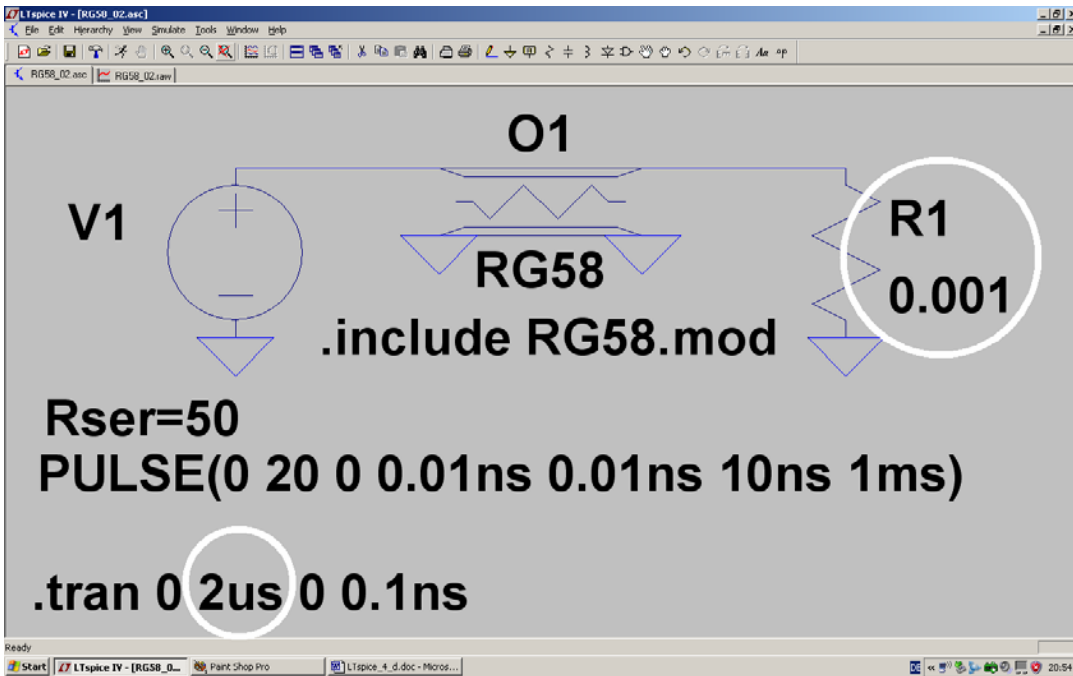 LTspice IV - [RG58_02.asc]
File Edit Hierarchy View Simulate Tools Window Help
RG58_02.asc RG58_02.raw
O1
V1
R1
RG58
0.001
.include RG58.mod
Rser=50
PULSE(0 20 0 0.01ns 0.01ns 10ns 1ms)
.tran 0 2us 0 0.1ns
Ready
Start LTspice IV - [RG58_0... Paint Shop Pro LTspice_4_d.doc - Micros... DE 20:54